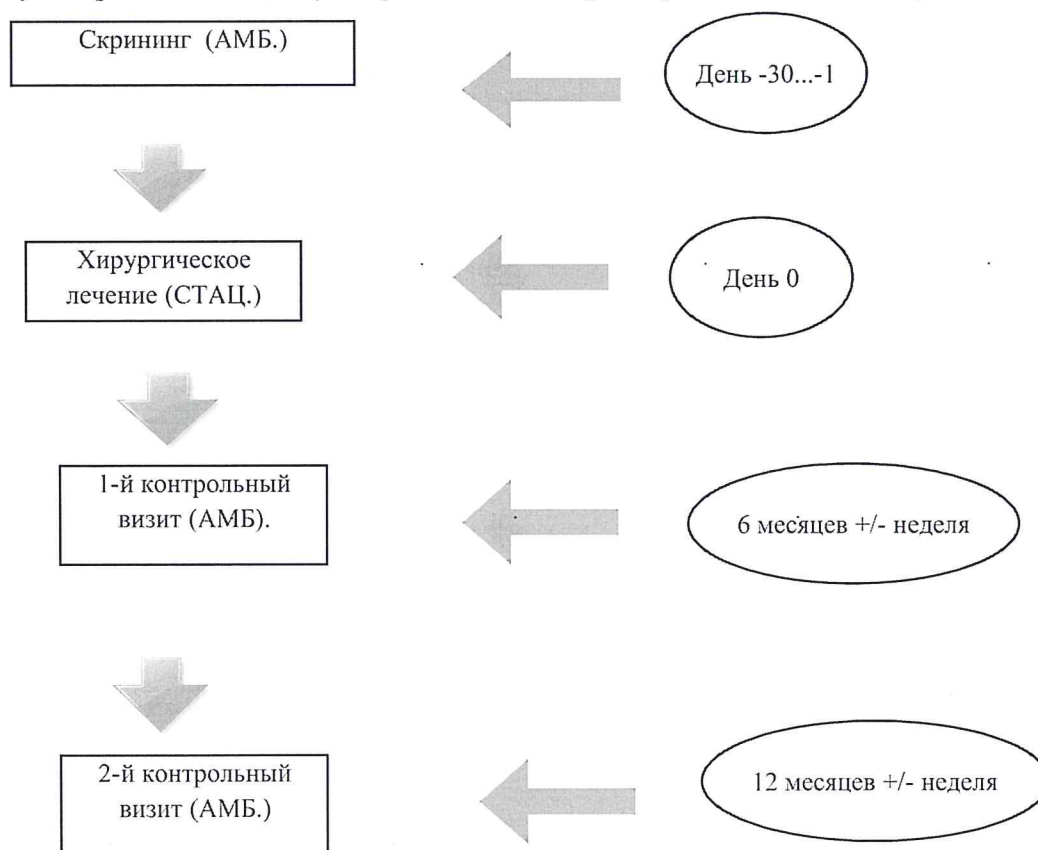 Скрининг (АМБ.)
День -30...-1
Хирургическое
лечение (СТАЦ.)
День 0
1-й контрольный
визит (АМБ).
6 месяцев +/- неделя
2-й контрольный
визит (АМБ.)
12 месяцев +/- неделя